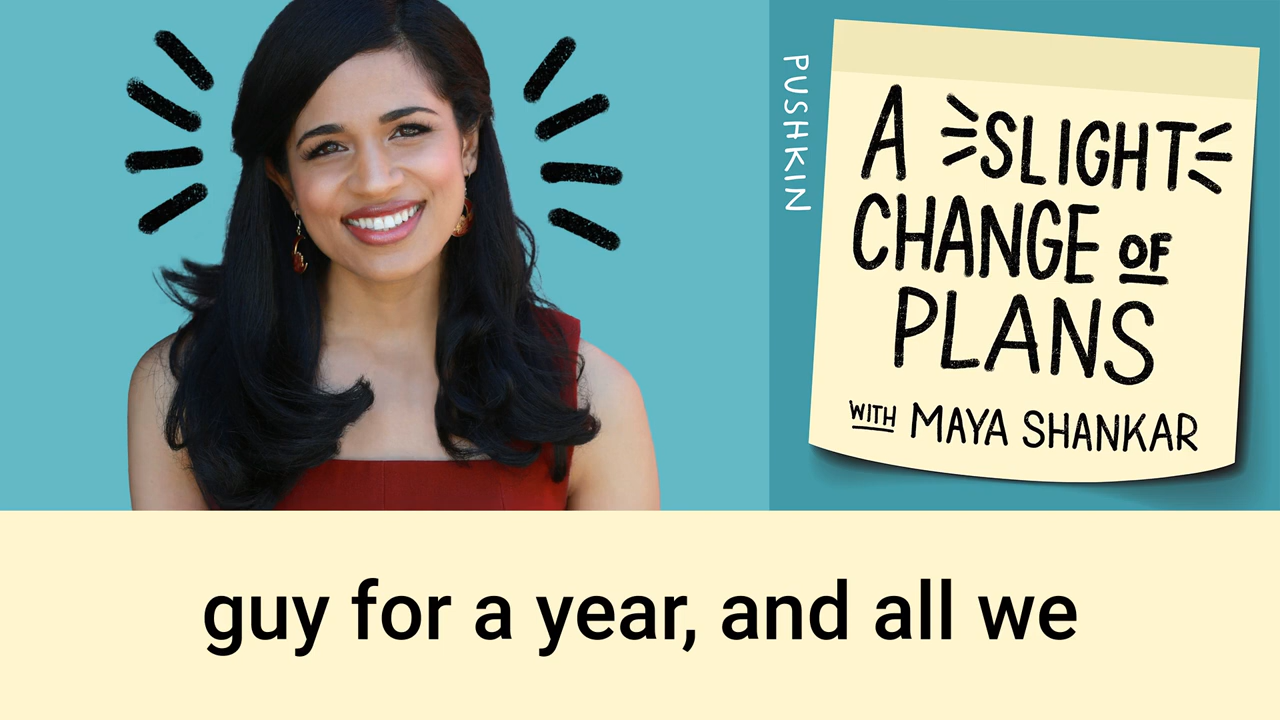 PUSHKIN
A SLIGHT
CHANGE OF
PLANS
WITH MAYA SHANKAR
guy for a year, and all we